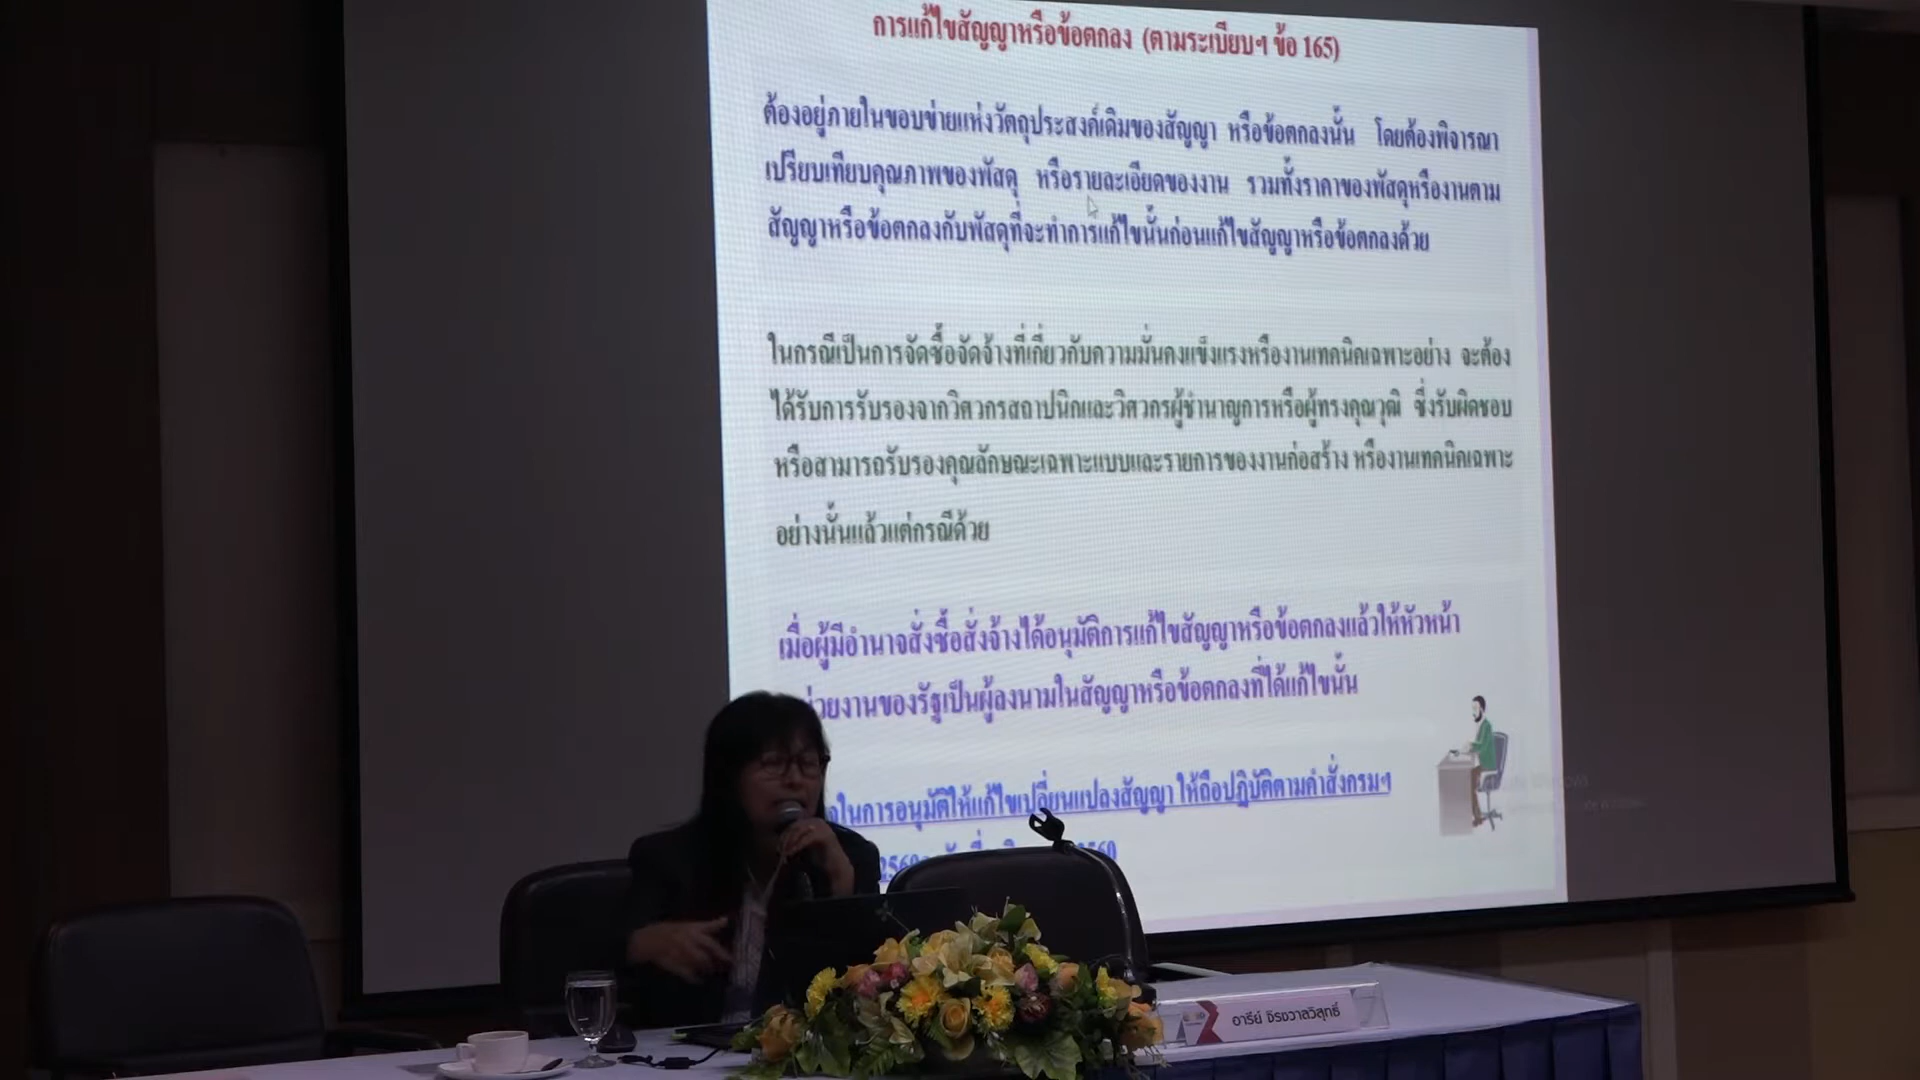 การแก้ไขสัญญาหรือข้อตกลง (ตามระเบียบฯ ข้อ 165)
ต้องอยู่ภายในขอบข่ายแห่งวัตถุประสงค์เดิมของสัญญา หรือข้อตกลงนั้น โดยต้องพิจารณา
เปรียบเทียบคุณภาพของพัสดุ หรือรายละเอียดของงาน รวมทั้งราคาของพัสดุหรืองานตาม
สัญญาหรือข้อตกลงกับพัสดุที่จะทำการแก้ไขนั้นก่อนแก้ไขสัญญาหรือข้อตกลงด้วย
ในกรณีเป็นการจัดซื้อจัดจ้างที่เกี่ยวกับความมั่นคงแข็งแรงหรืองานเทคนิคเฉพาะอย่าง จะต้อง
ได้รับการรับรองจากวิศวกรสถาปนิกและวิศวกรผู้ชำนาญการหรือผู้ทรงคุณวุฒิ ซึ่งรับผิดชอบ
หรือสามารถรับรองคุณลักษณะเฉพาะแบบและรายการของงานก่อสร้าง หรืองานเทคนิคเฉพาะ
อย่างนั้นแล้วแต่กรณีด้วย
เมื่อผู้มีอำนาจสั่งซื้อสั่งจ้างได้อนุมัติการแก้ไขสัญญาหรือข้อตกลงแล้วให้หัวหน้า
วยงานของรัฐเป็นผู้ลงนามในสัญญาหรือข้อตกลงที่ได้แก้ไขนั้น
ในการอนุมัติให้แก้ไขเปลี่ยนแปลงสัญญา ให้ถือปฏิบัติตามคำสั่งกรมฯ
2560
อารีย์ จิรชวาลวิสุทธิ์